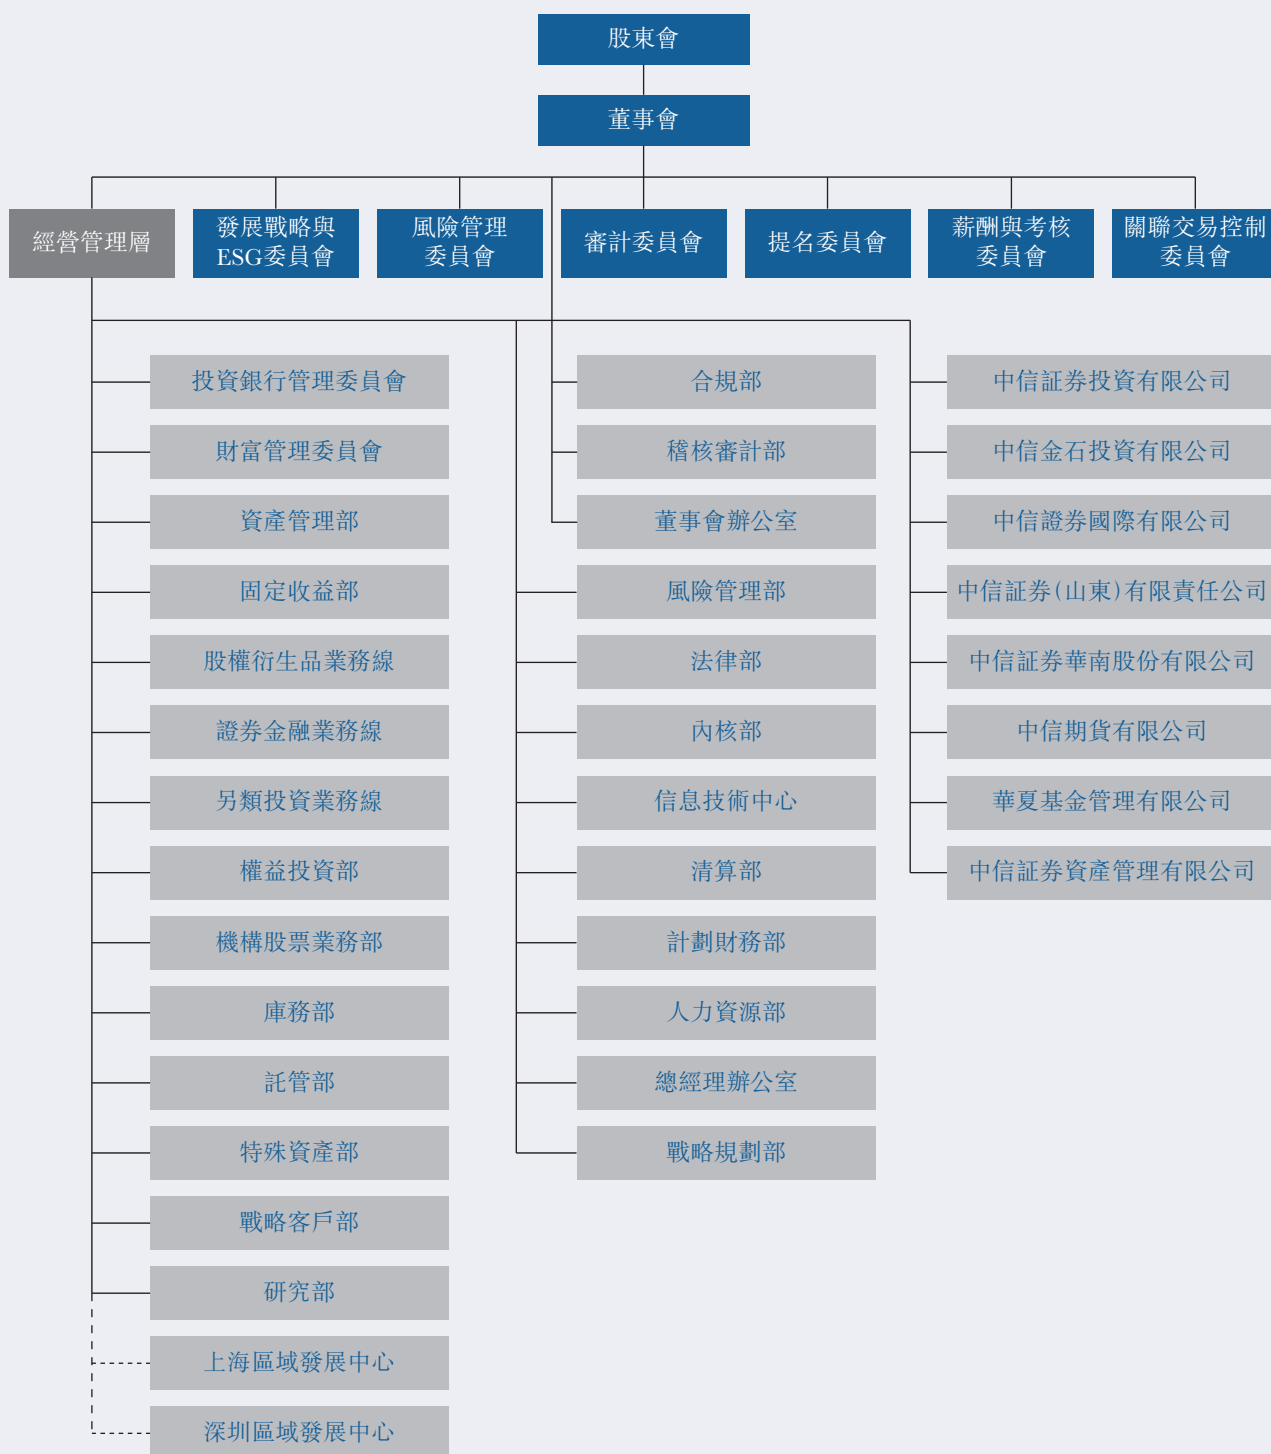 股東會
董事會
經營管理層
發展戰略與
ESG委員會
風險管理
委員會
審計委員會
提名委員會
薪酬與考核
委員會
關聯交易控制
委員會
投資銀行管理委員會
財富管理委員會
資產管理部
固定收益部
股權衍生品業務線
證券金融業務線
另類投資業務線
權益投資部
機構股票業務部
庫務部
託管部
特殊資產部
戰略客戶部
研究部
上海區域發展中心
深圳區域發展中心
合規部
稽核審計部
董事會辦公室
風險管理部
法律部
內核部
信息技術中心
清算部
計劃財務部
人力資源部
總經理辦公室
戰略規劃部
中信証券投資有限公司
中信金石投資有限公司
中信證券國際有限公司
中信証券(山東)有限責任公司
中信証券華南股份有限公司
中信期貨有限公司
華夏基金管理有限公司
中信証券資產管理有限公司